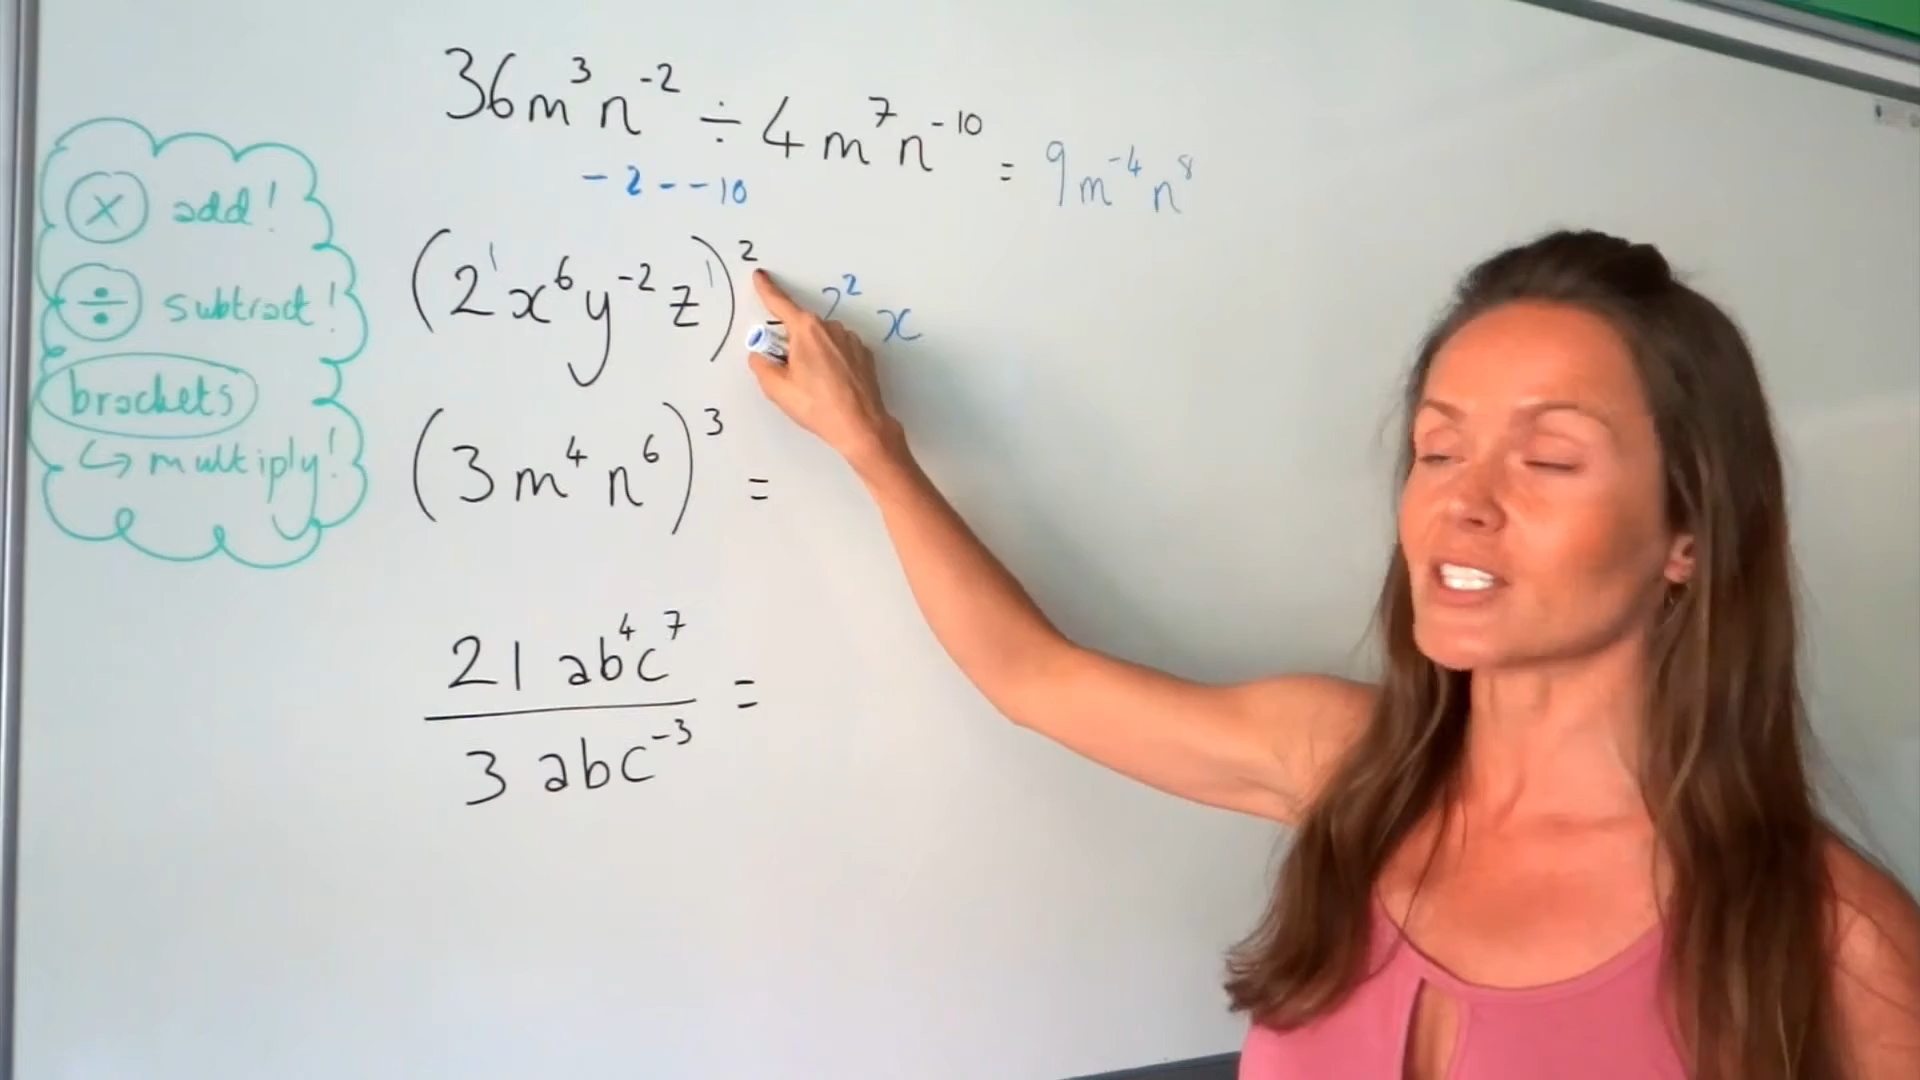 36m³n⁻² ÷ 4m⁷n⁻¹⁰ = 9m⁻⁴n⁸
-2--10
(2¹x⁶y⁻²z¹)² = 2²x
(3m⁴n⁶)³ =
21ab⁴c⁷
3abc⁻³
=
× add!
÷ subtract!
brackets
↪ multiply!